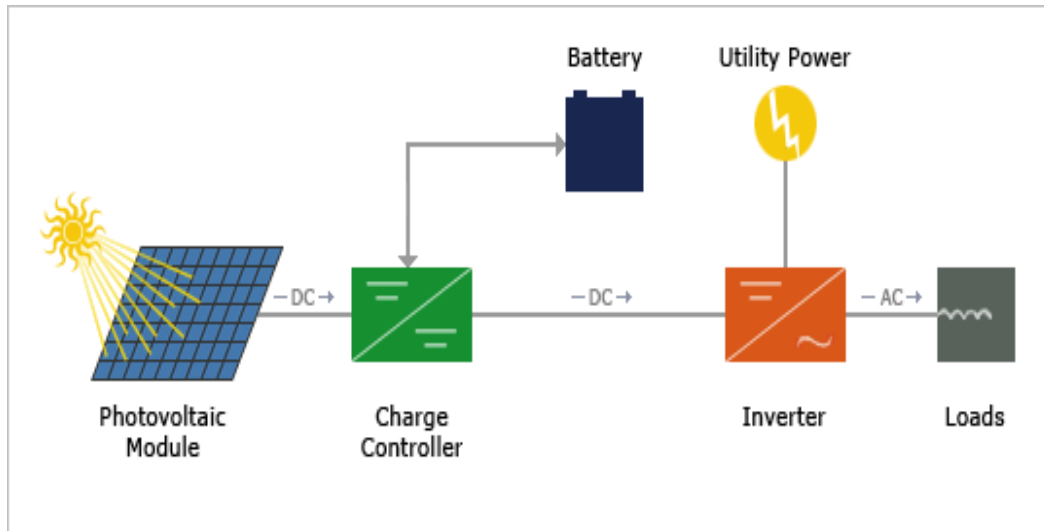 Battery
Utility Power
DC
DC
AC
Photovoltaic
Module
Charge
Controller
Inverter
Loads